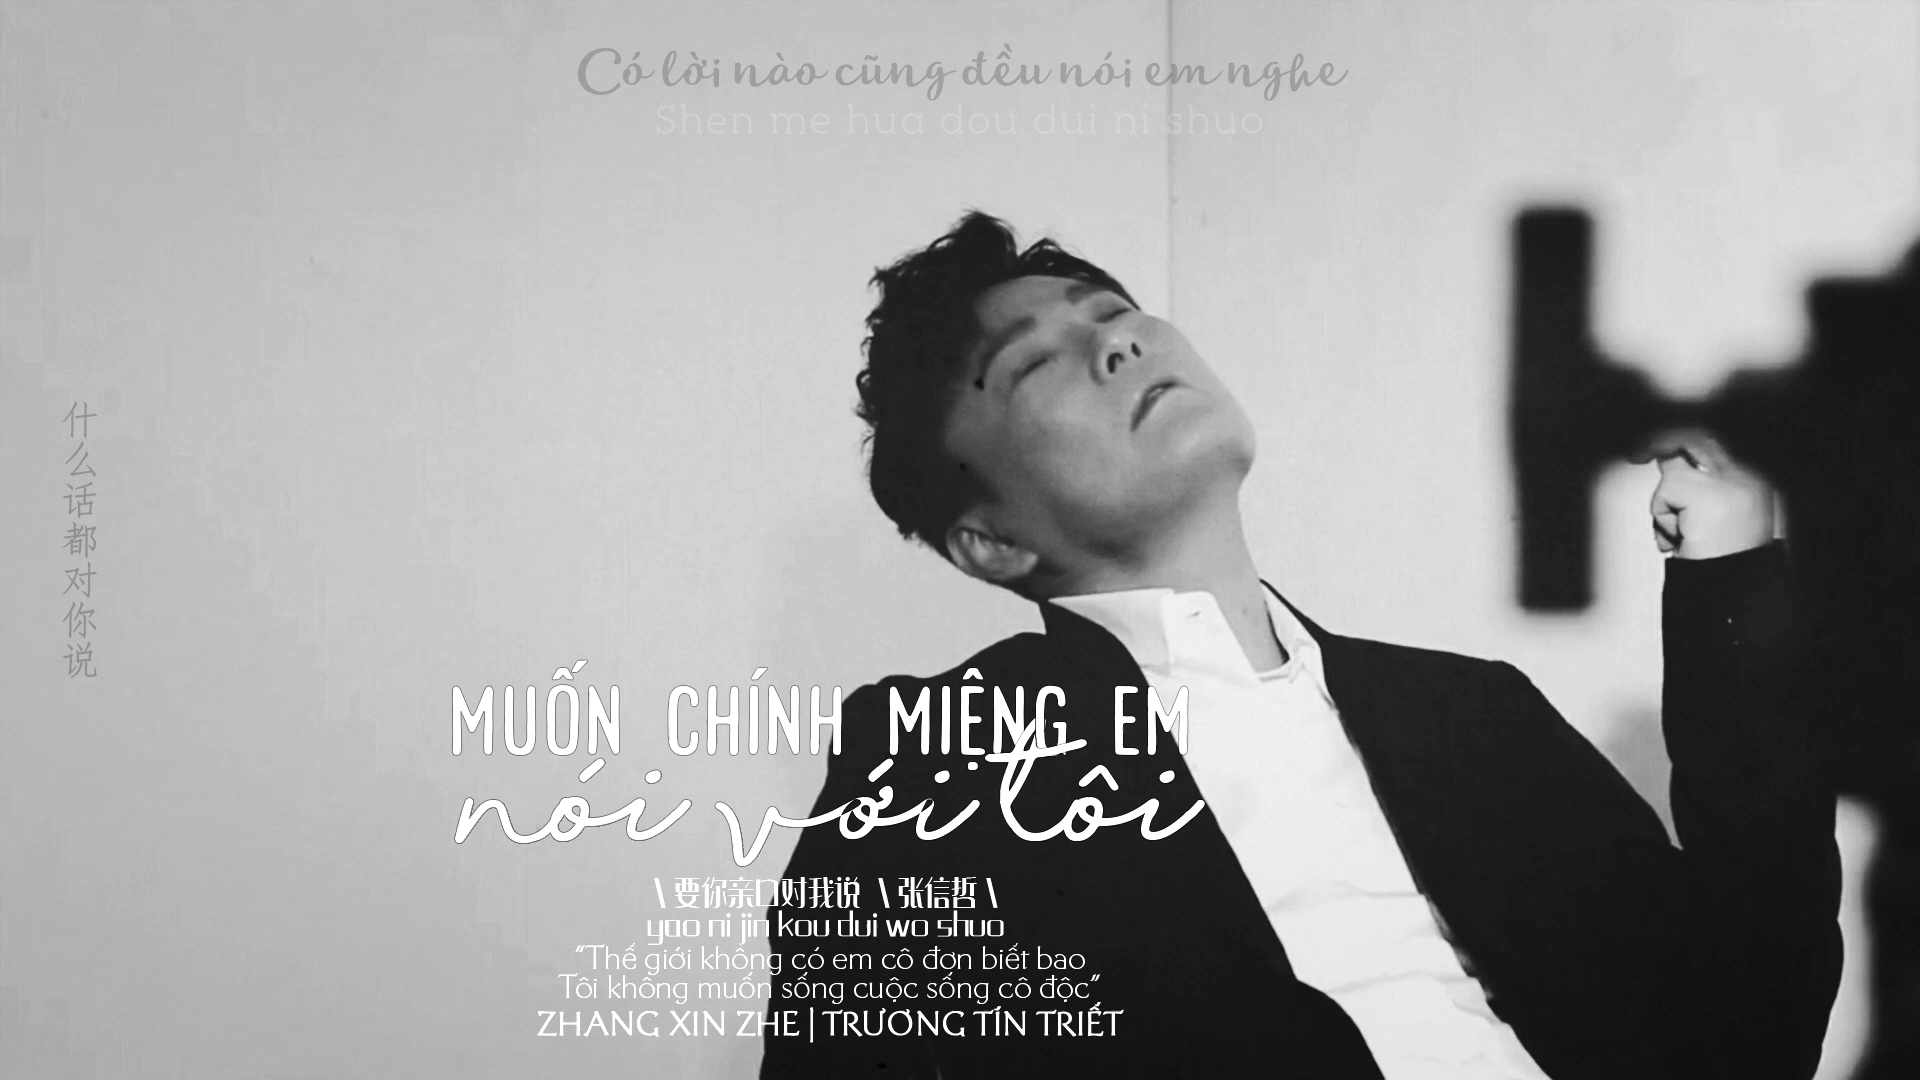 Có lời nào cũng đều nói em nghe
Shen me hua dou dui ni shuo
什么话都对你说
MUỐN CHÍNH MIỆNG EM
nói với tôi
\ 要你亲口对我说 \ 张信哲 \
yao ni jin kou dui wo shuo
“Thế giới không có em cô đơn biết bao
Tôi không muốn sống cuộc sống cô độc”
ZHANG XIN ZHE | TRƯƠNG TÍN TRIẾT